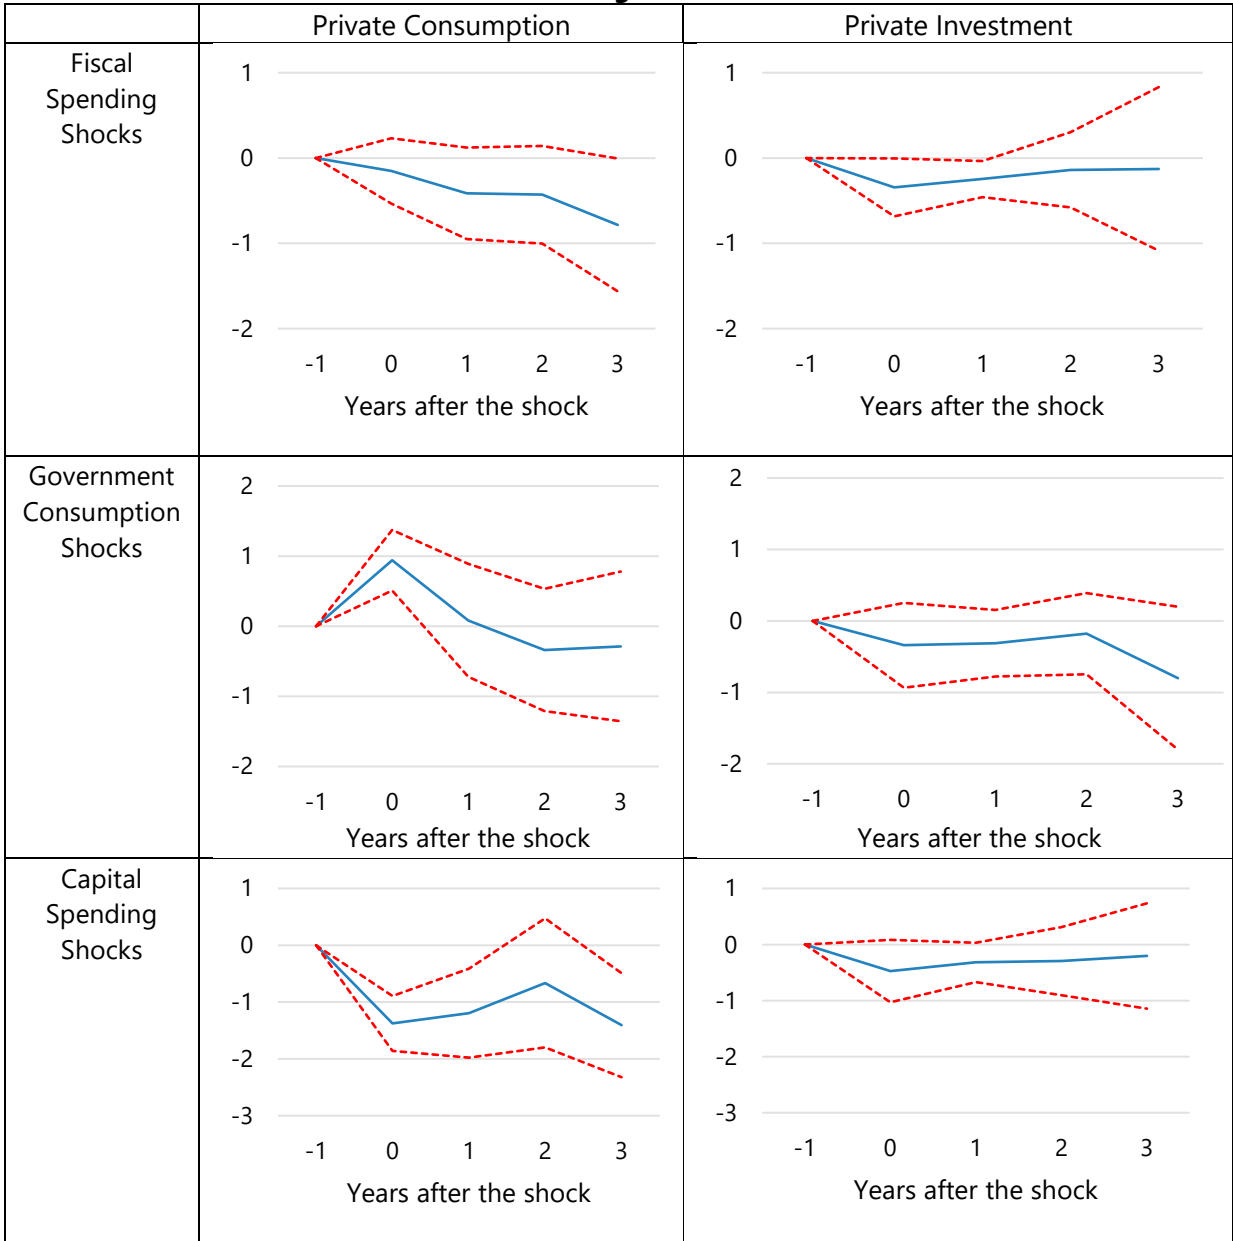 Private Consumption
Private Investment
Fiscal
Spending
Shocks
1
0
-1
-2
-1 0 1 2 3
Years after the shock
1
0
-1
-2
-1 0 1 2 3
Years after the shock
Government
Consumption
Shocks
2
1
0
-1
-2
-1 0 1 2 3
Years after the shock
2
1
0
-1
-2
-1 0 1 2 3
Years after the shock
Capital
Spending
Shocks
1
0
-1
-2
-3
-1 0 1 2 3
Years after the shock
1
0
-1
-2
-3
-1 0 1 2 3
Years after the shock